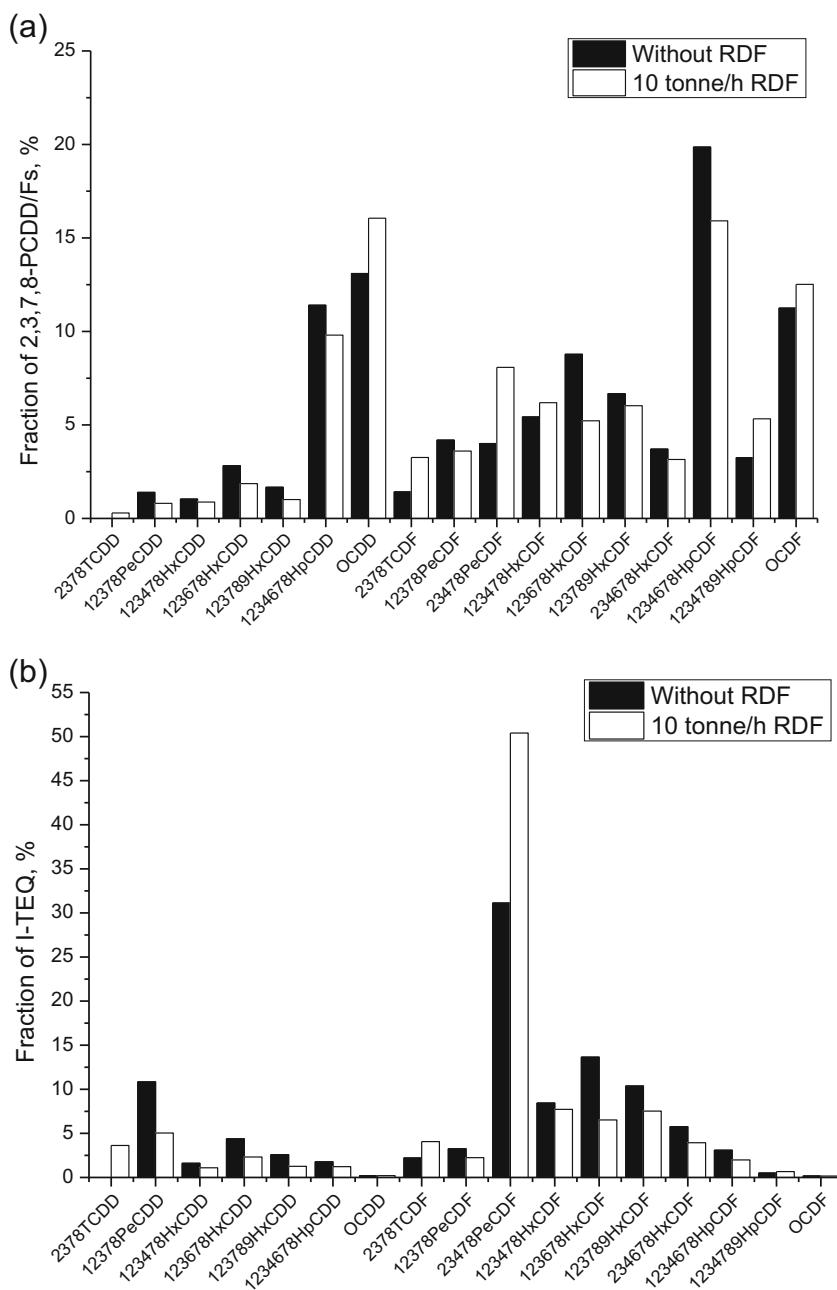 (a)
25
20
15
10
5
0
Fraction of 2,3,7,8-PCDD/Fs, %
Without RDF
10 tonne/h RDF
2378TCDD
12378PeCDD
123478HxCDD
123678HxCDD
123789HxCDD
1234678HpCDD
OCDD
2378TCDF
12378PeCDF
23478PeCDF
123478HxCDF
123678HxCDF
123789HxCDF
234678HxCDF
1234678HpCDF
1234789HpCDF
OCDF
(b)
55
50
45
40
35
30
25
20
15
10
5
0
Fraction of I-TEQ, %
Without RDF
10 tonne/h RDF
2378TCDD
12378PeCDD
123478HxCDD
123678HxCDD
123789HxCDD
1234678HpCDD
OCDD
2378TCDF
12378PeCDF
23478PeCDF
123478HxCDF
123678HxCDF
123789HxCDF
234678HxCDF
1234678HpCDF
1234789HpCDF
OCDF